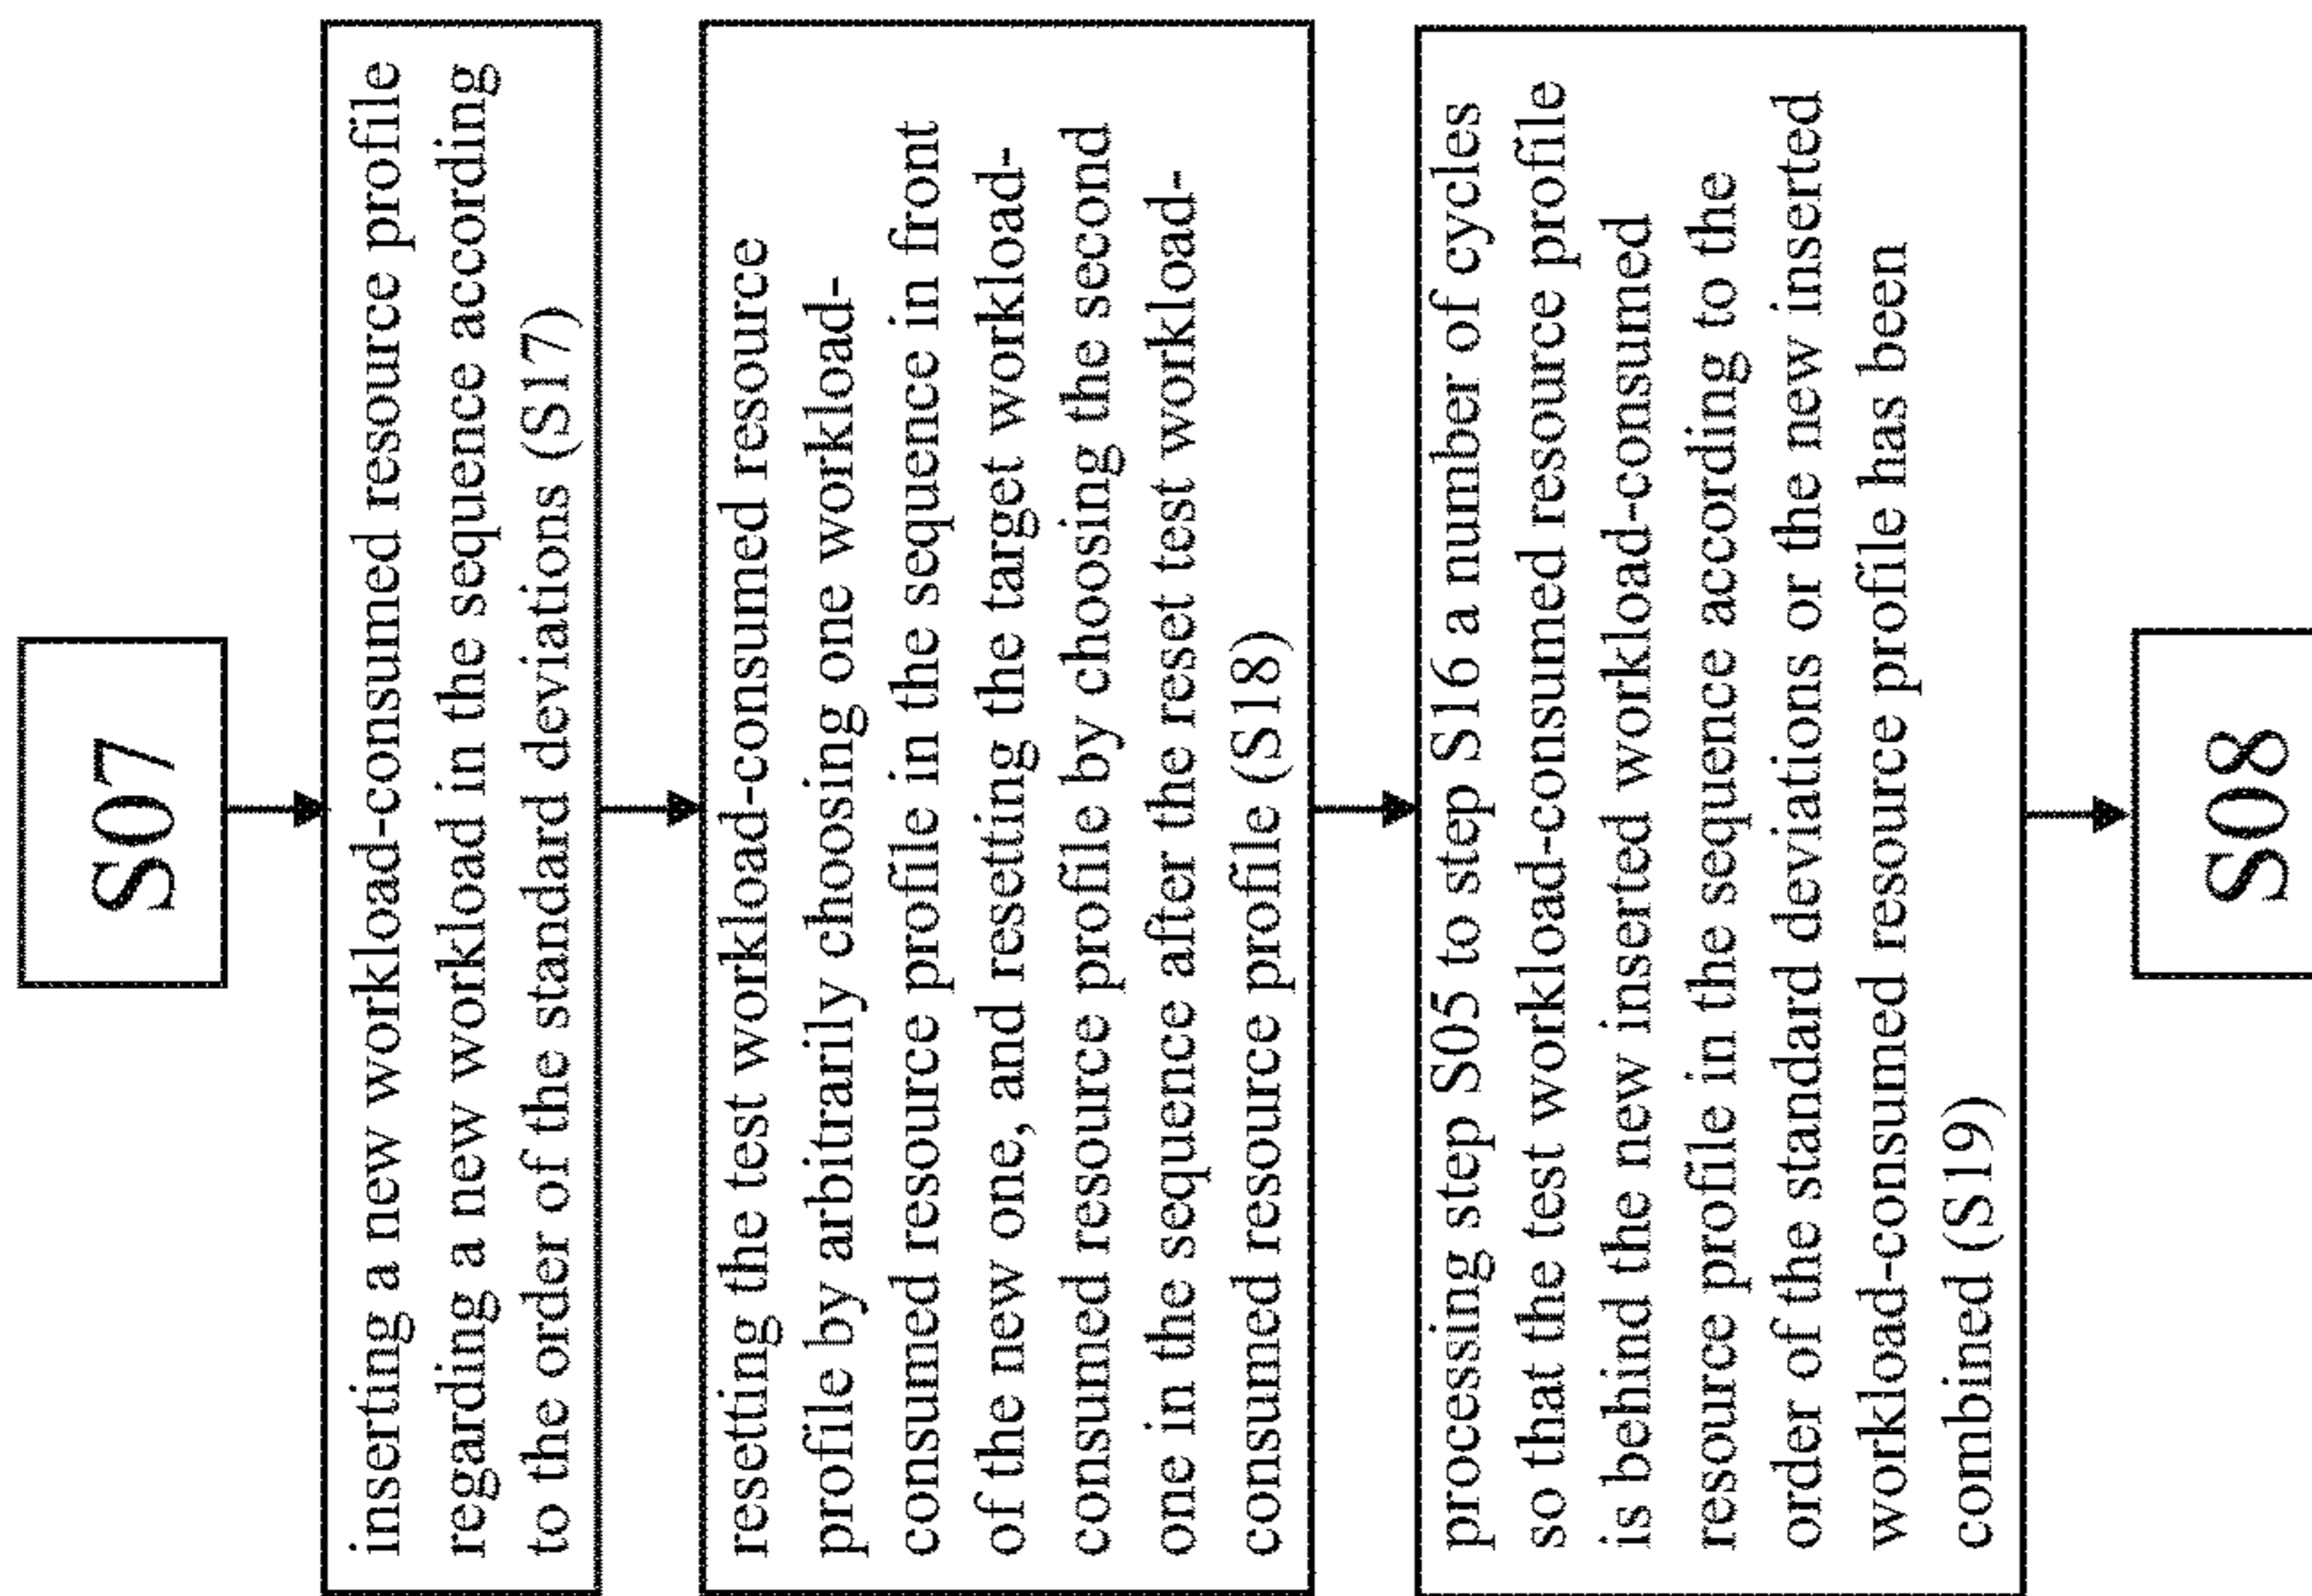 S07
inserting a new workload-consumed resource profile
regarding a new workload in the sequence according
to the order of the standard deviations (S17)
resetting the test workload-consumed resource
profile by arbitrarily choosing one workload-
consumed resource profile in the sequence in front
of the new one, and resetting the target workload-
consumed resource profile by choosing the second
one in the sequence after the reset test workload-
consumed resource profile (S18)
processing step S05 to step S16 a number of cycles
so that the test workload-consumed resource profile
is behind the new inserted workload-consumed
resource profile in the sequence according to the
order of the standard deviations or the new inserted
workload-consumed resource profile has been
combined (S19)
S08